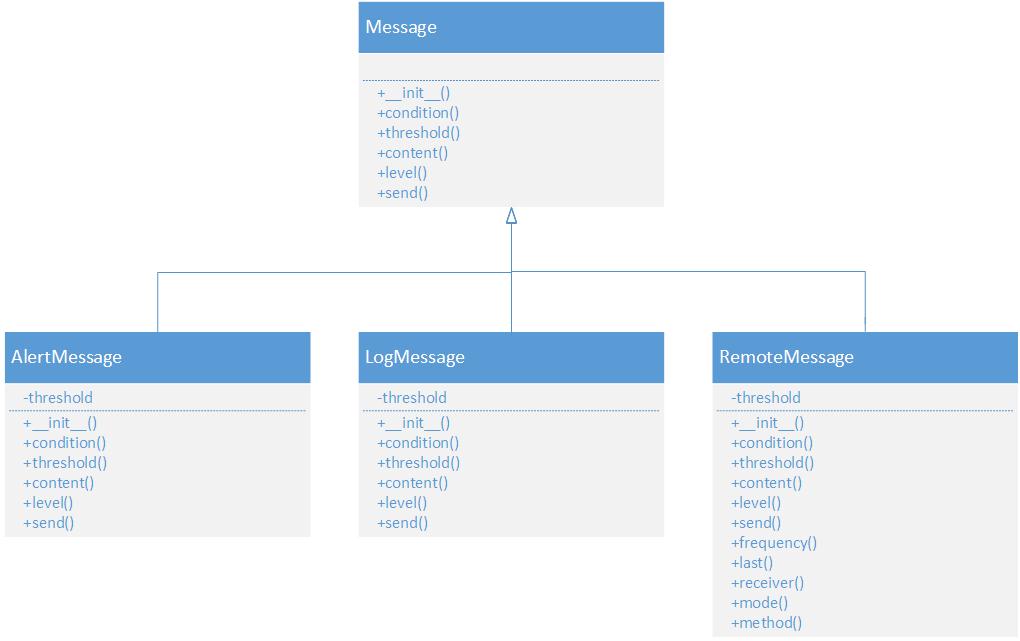 Message
+__init__()
+condition()
+threshold()
+content()
+level()
+send()
AlertMessage
-threshold
+__init__()
+condition()
+threshold()
+content()
+level()
+send()
LogMessage
-threshold
+__init__()
+condition()
+threshold()
+content()
+level()
+send()
RemoteMessage
-threshold
+__init__()
+condition()
+threshold()
+content()
+level()
+send()
+frequency()
+last()
+receiver()
+mode()
+method()